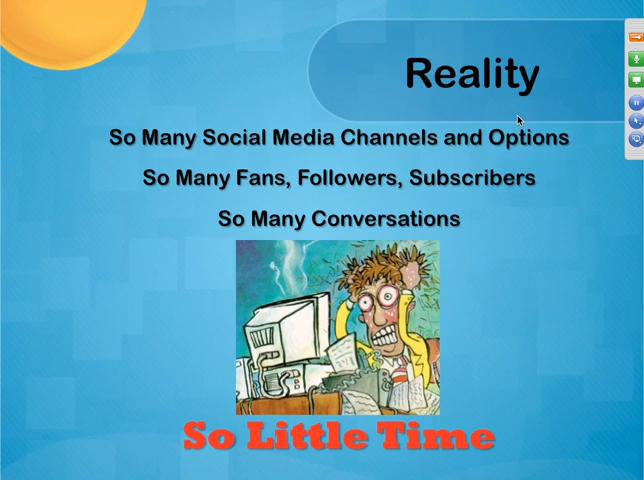 Reality
So Many Social Media Channels and Options
So Many Fans, Followers, Subscribers
So Many Conversations
So Little Time